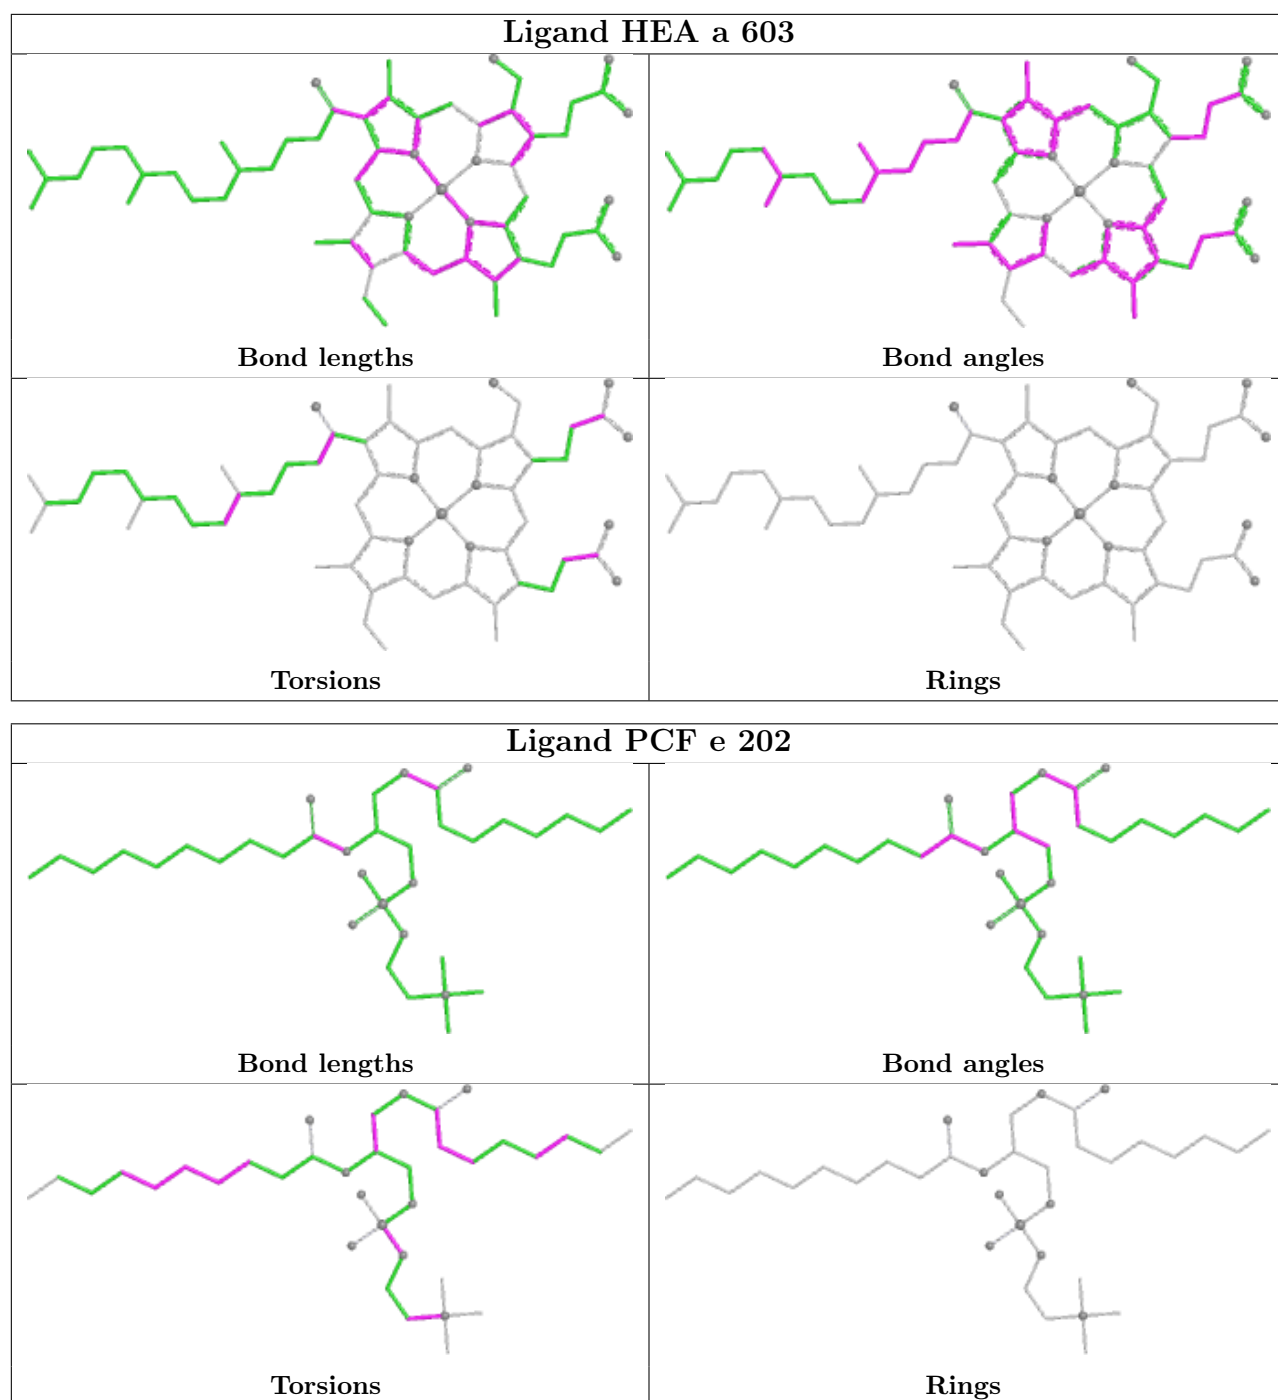 Ligand HEA a 603
Bond lengths
Bond angles
Torsions
Rings
Ligand PCF e 202
Bond lengths
Bond angles
Torsions
Rings